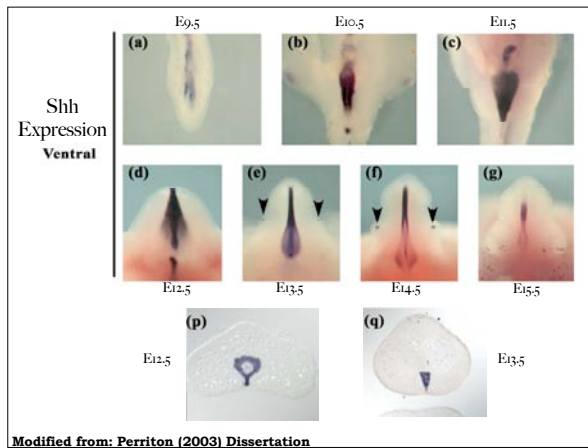 E9.5 E10.5 E11.5
(a) (b) (c)
Shh
Expression
Ventral
(d) (e) (f) (g)
E12.5 E13.5 E14.5 E15.5
(p) (q)
E12.5 E13.5
Modified from: Perriton (2003) Dissertation